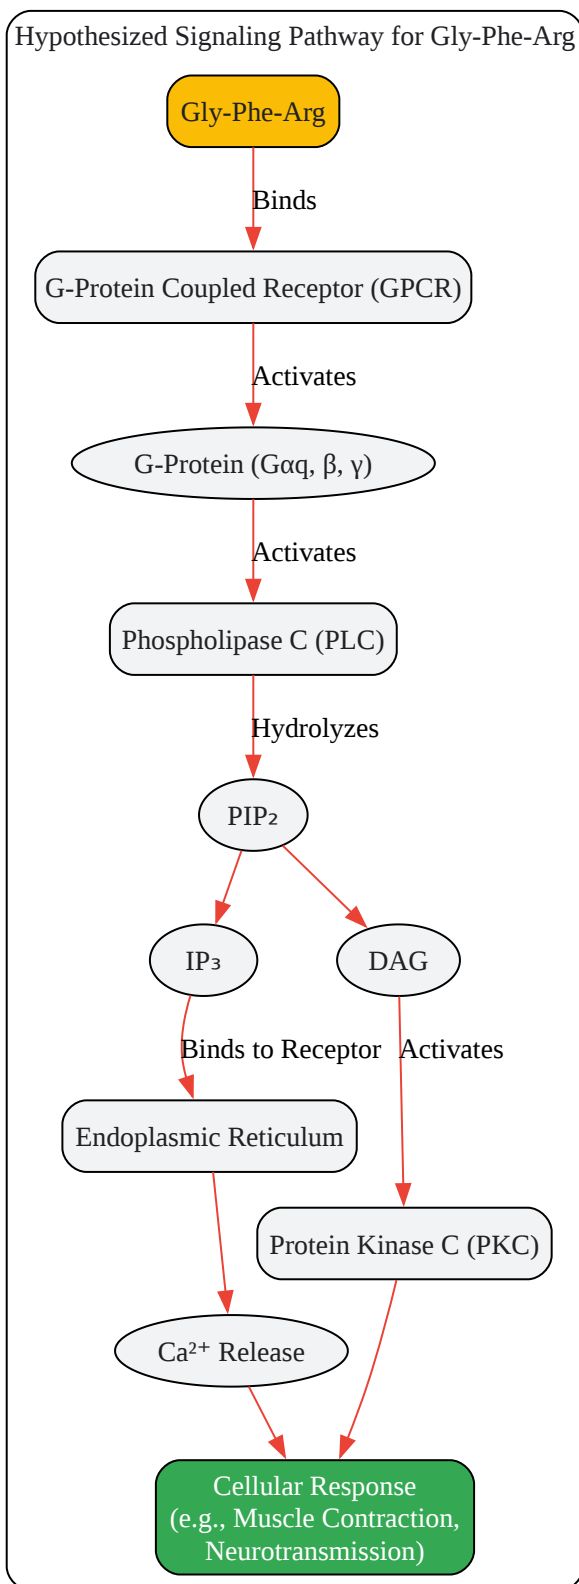 Hypothesized Signaling Pathway for Gly-Phe-Arg
Gly-Phe-Arg
Binds
G-Protein Coupled Receptor (GPCR)
Activates
G-Protein (Gαq, β, γ)
Activates
Phospholipase C (PLC)
Hydrolyzes
PIP₂
IP₃
DAG
Binds to Receptor
Activates
Endoplasmic Reticulum
Protein Kinase C (PKC)
Ca²⁺ Release
Cellular Response
(e.g., Muscle Contraction,
Neurotransmission)